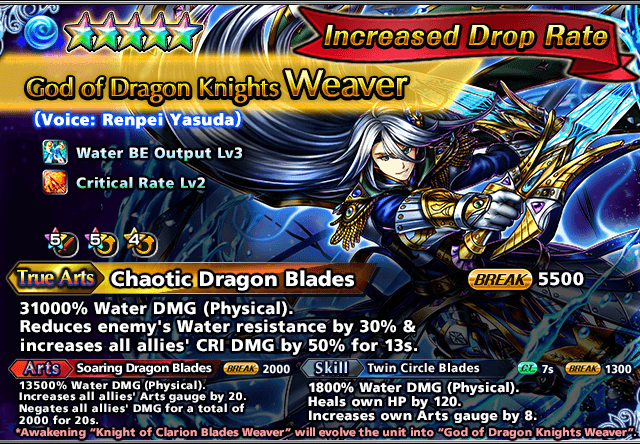 Increased Drop Rate
God of Dragon Knights Weaver
(Voice: Renpei Yasuda)
Water BE Output Lv3
Critical Rate Lv2
5 5 4
True Arts Chaotic Dragon Blades BREAK 5500
31000% Water DMG (Physical).
Reduces enemy's Water resistance by 30% &
increases all allies' CRI DMG by 50% for 13s.
Arts Soaring Dragon Blades BREAK 2000
13500% Water DMG (Physical).
Increases all allies' Arts gauge by 20.
Negates all allies' DMG for a total of
2000 for 20s.
Skill Twin Circle Blades CT 7s BREAK 1300
1800% Water DMG (Physical).
Heals own HP by 120.
Increases own Arts gauge by 8.
*Awakening “Knight of Clarion Blades Weaver” will evolve the unit into “God of Dragon Knights Weaver”